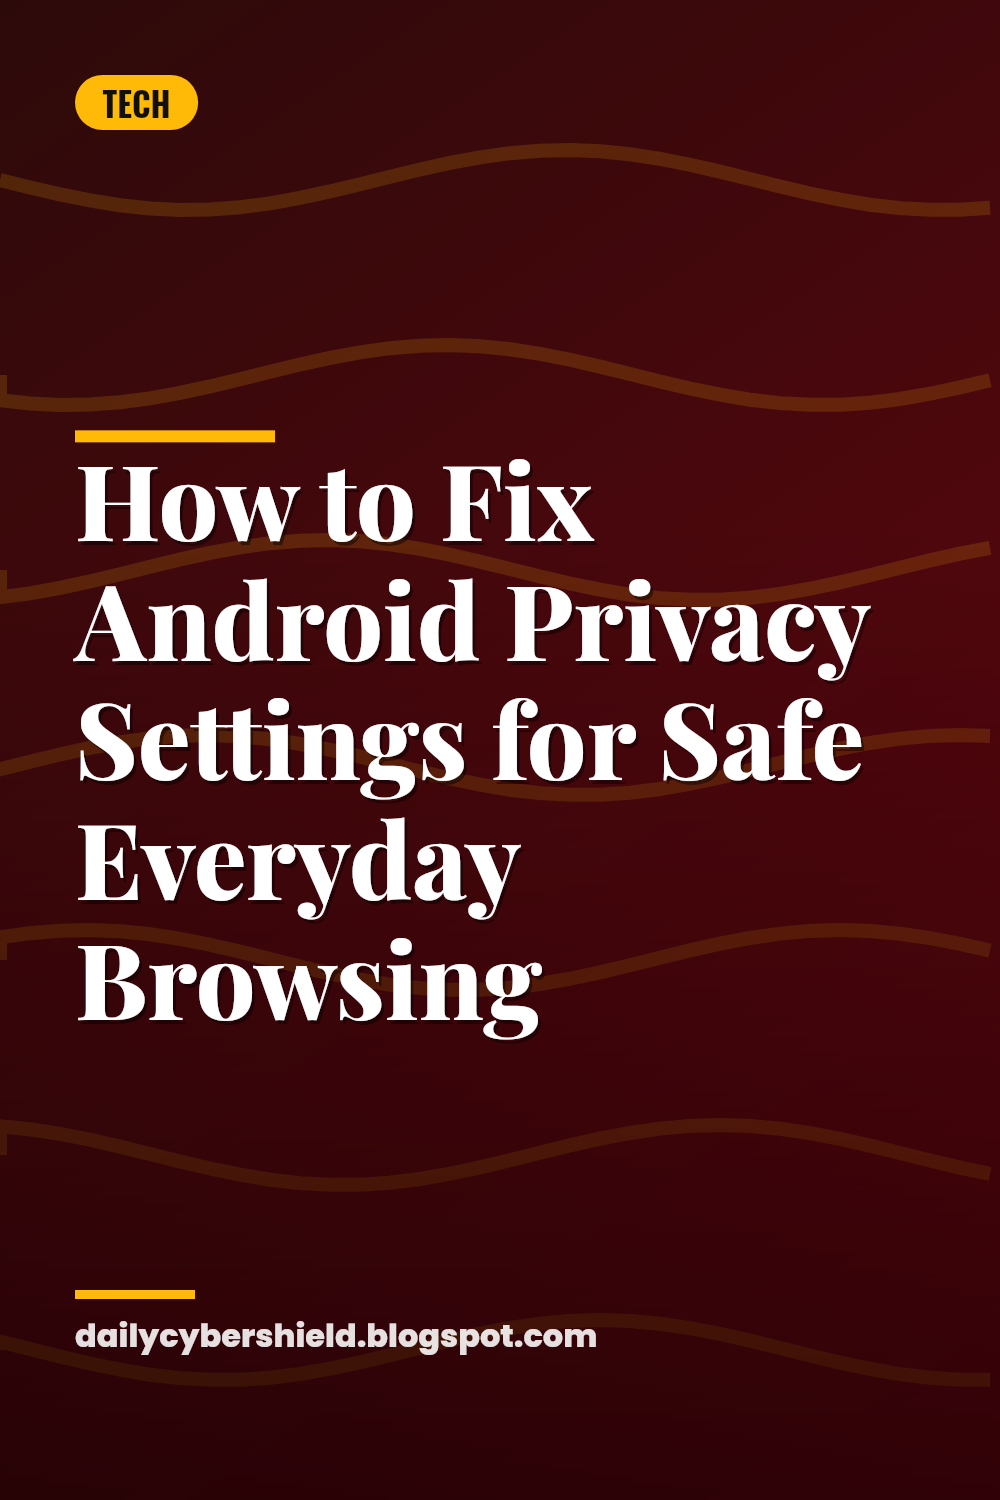 TECH
How to Fix
Android Privacy
Settings for Safe
Everyday
Browsing
dailycybershield.blogspot.com